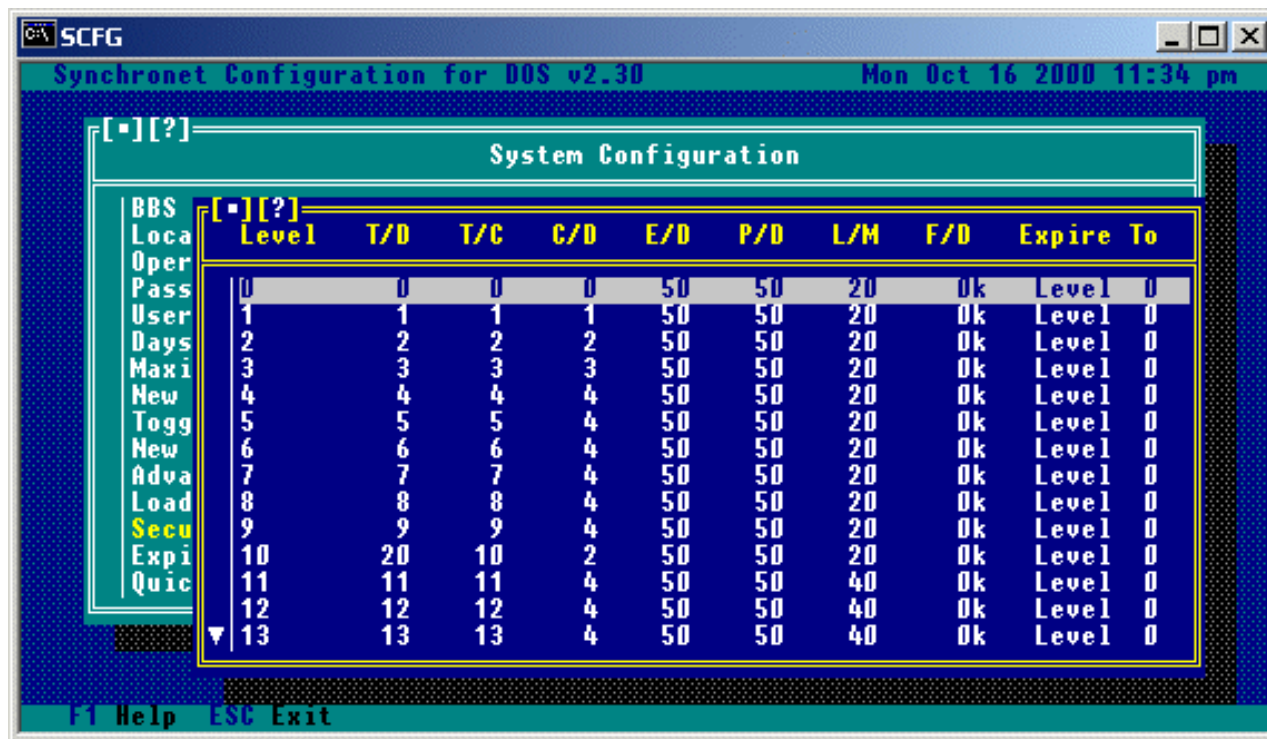 SCFG
Synchronet Configuration for DOS v2.30 Mon Oct 16 2000 11:34 pm
[▪][?]
System Configuration
BBS
Loca
Oper
Pass
User
Days
Maxi
New
Togg
New
Adva
Load
Secu
Expi
Quic
[▪][?]
Level T/D T/C C/D E/D P/D L/M F/D Expire To
0 0 0 0 50 50 20 0k Level 0
1 1 1 1 50 50 20 0k Level 0
2 2 2 2 50 50 20 0k Level 0
3 3 3 3 50 50 20 0k Level 0
4 4 4 4 50 50 20 0k Level 0
5 5 5 4 50 50 20 0k Level 0
6 6 6 4 50 50 20 0k Level 0
7 7 7 4 50 50 20 0k Level 0
8 8 8 4 50 50 20 0k Level 0
9 9 9 4 50 50 20 0k Level 0
10 20 10 2 50 50 20 0k Level 0
11 11 11 4 50 50 40 0k Level 0
12 12 12 4 50 50 40 0k Level 0
13 13 13 4 50 50 40 0k Level 0
F1 Help ESC Exit